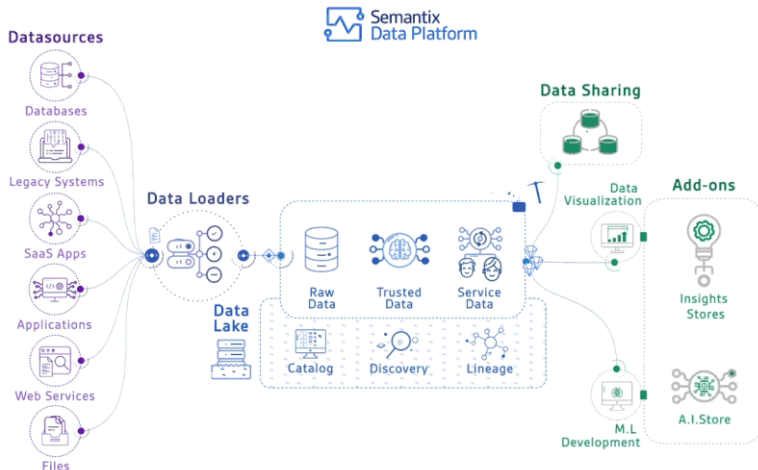 Semantix
Data Platform
Datasources
Databases
Legacy Systems
SaaS Apps
Applications
Web Services
Files
Data Loaders
Raw
Data
Trusted
Data
Service
Data
Data
Lake
Catalog
Discovery
Lineage
Data Sharing
Data
Visualization
M.L
Development
Add-ons
Insights
Stores
A.I.Store